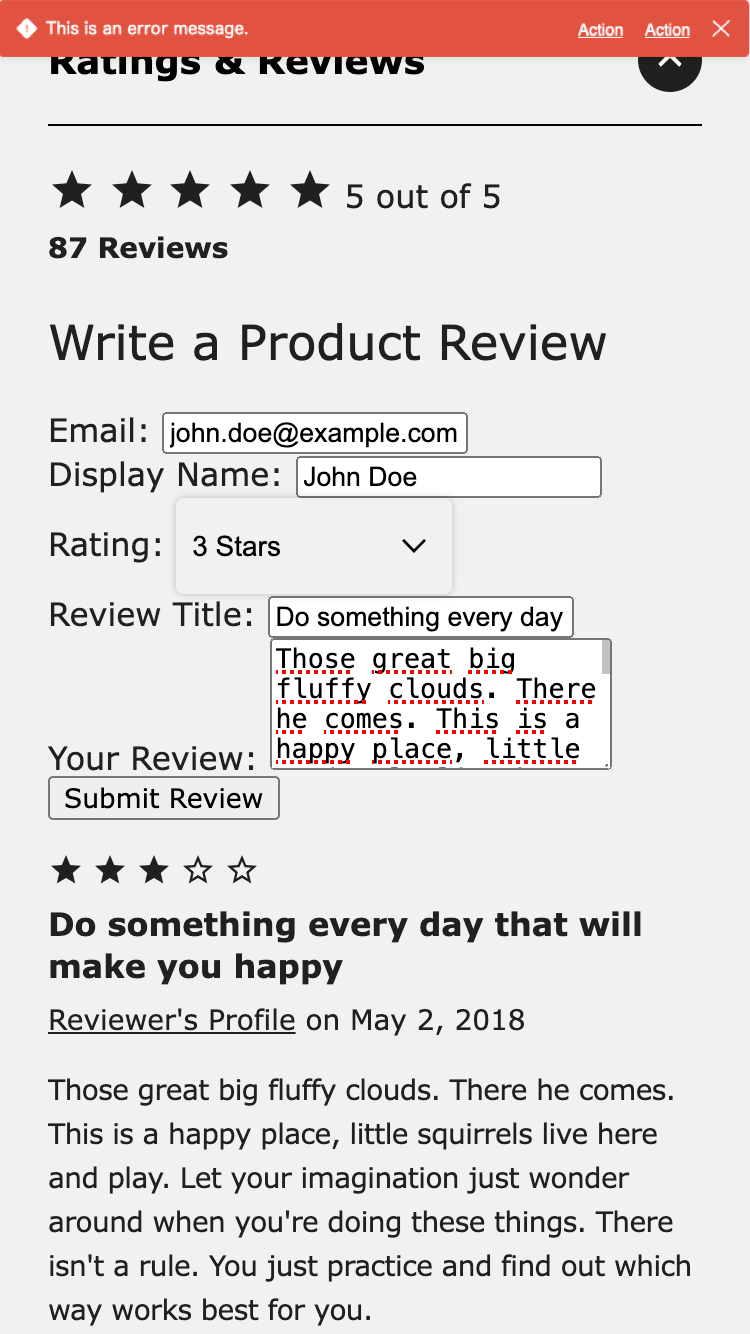 This is an error message. Action Action
Ratings & Reviews
5 out of 5
87 Reviews
Write a Product Review
Email: john.doe@example.com
Display Name: John Doe
Rating: 3 Stars
Review Title: Do something every day
Those great big
fluffy clouds. There
he comes. This is a
happy place, little
Your Review:
Submit Review
Do something every day that will
make you happy
Reviewer's Profile on May 2, 2018
Those great big fluffy clouds. There he comes.
This is a happy place, little squirrels live here
and play. Let your imagination just wonder
around when you're doing these things. There
isn't a rule. You just practice and find out which
way works best for you.